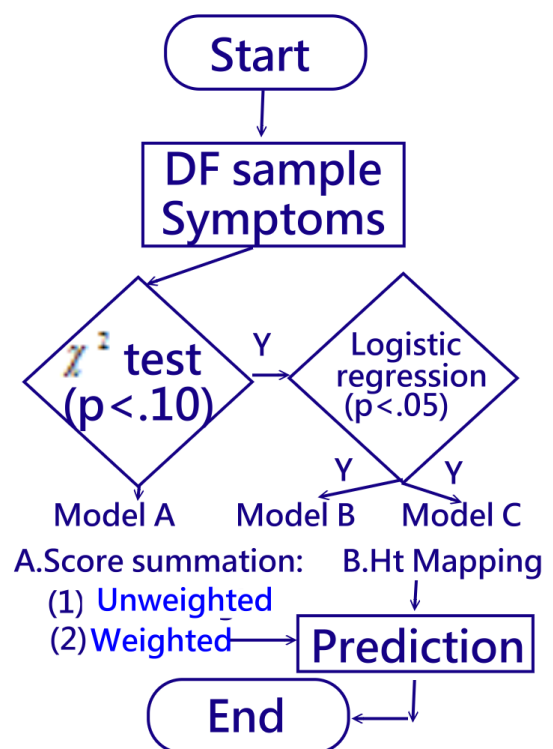 Start
DF sample
Symptoms
χ² test
(p<.10)
Y
Logistic
regression
(p<.05)
Y
Y
Model A
Model B
Model C
A.Score summation:
B.Ht Mapping
(1) Unweighted
(2) Weighted
Prediction
End